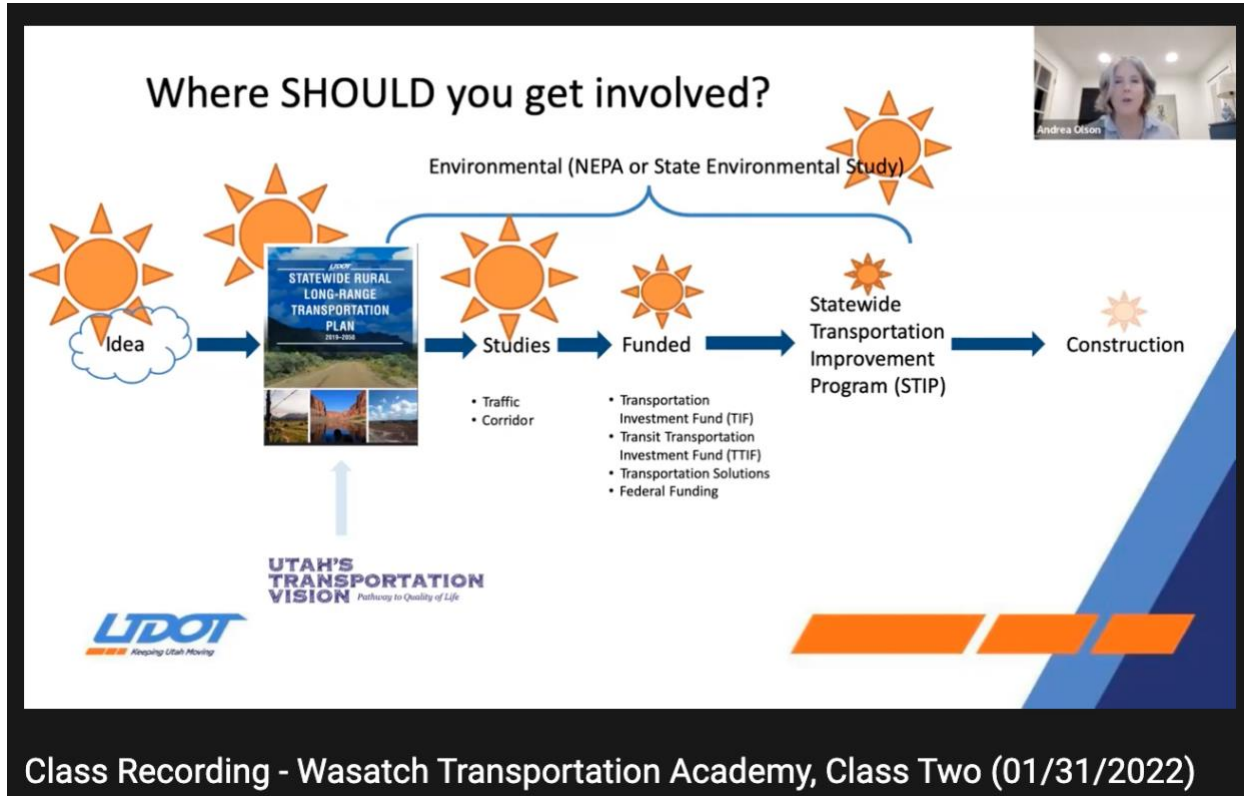 Where SHOULD you get involved?
Andrea Olson
Environmental (NEPA or State Environmental Study)
Idea
UDOT
STATEWIDE RURAL
LONG-RANGE
TRANSPORTATION
PLAN
2019–2050
Studies
• Traffic
• Corridor
Funded
• Transportation
Investment Fund (TIF)
• Transit Transportation
Investment Fund (TTIF)
• Transportation Solutions
• Federal Funding
Statewide
Transportation
Improvement
Program (STIP)
Construction
UTAH'S
TRANSPORTATION
VISION Pathway to Quality of Life
UDOT
Keeping Utah Moving
Class Recording - Wasatch Transportation Academy, Class Two (01/31/2022)